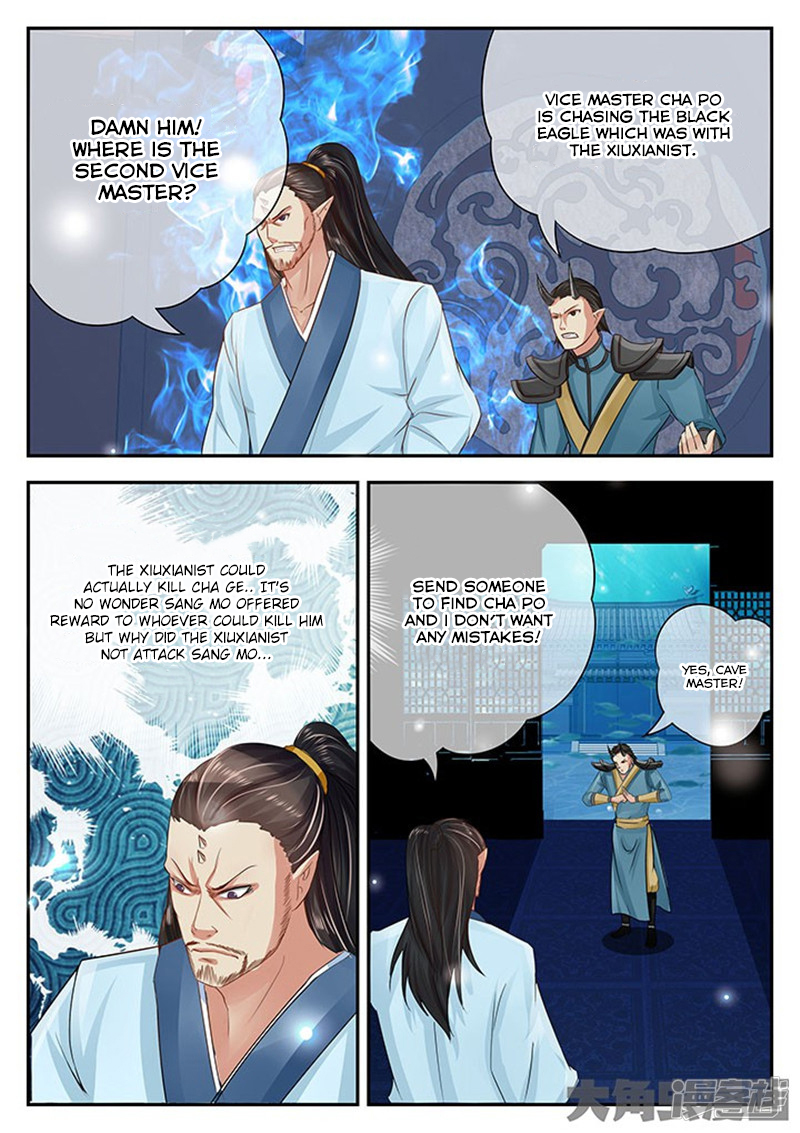 DAMN HIM!
WHERE IS THE
SECOND VICE
MASTER?
VICE MASTER CHA PO
IS CHASING THE BLACK
EAGLE WHICH WAS WITH
THE XIUXIANIST.
THE XIUXIANIST COULD
ACTUALLY KILL CHA GE.. IT'S
NO WONDER SANG MO OFFERED
REWARD TO WHOEVER COULD KILL HIM
BUT WHY DID THE XIUXIANIST
NOT ATTACK SANG MO...
SEND SOMEONE
TO FIND CHA PO
AND I DON'T WANT
ANY MISTAKES!
YES, CAVE
MASTER!
大角虫 漫客栈